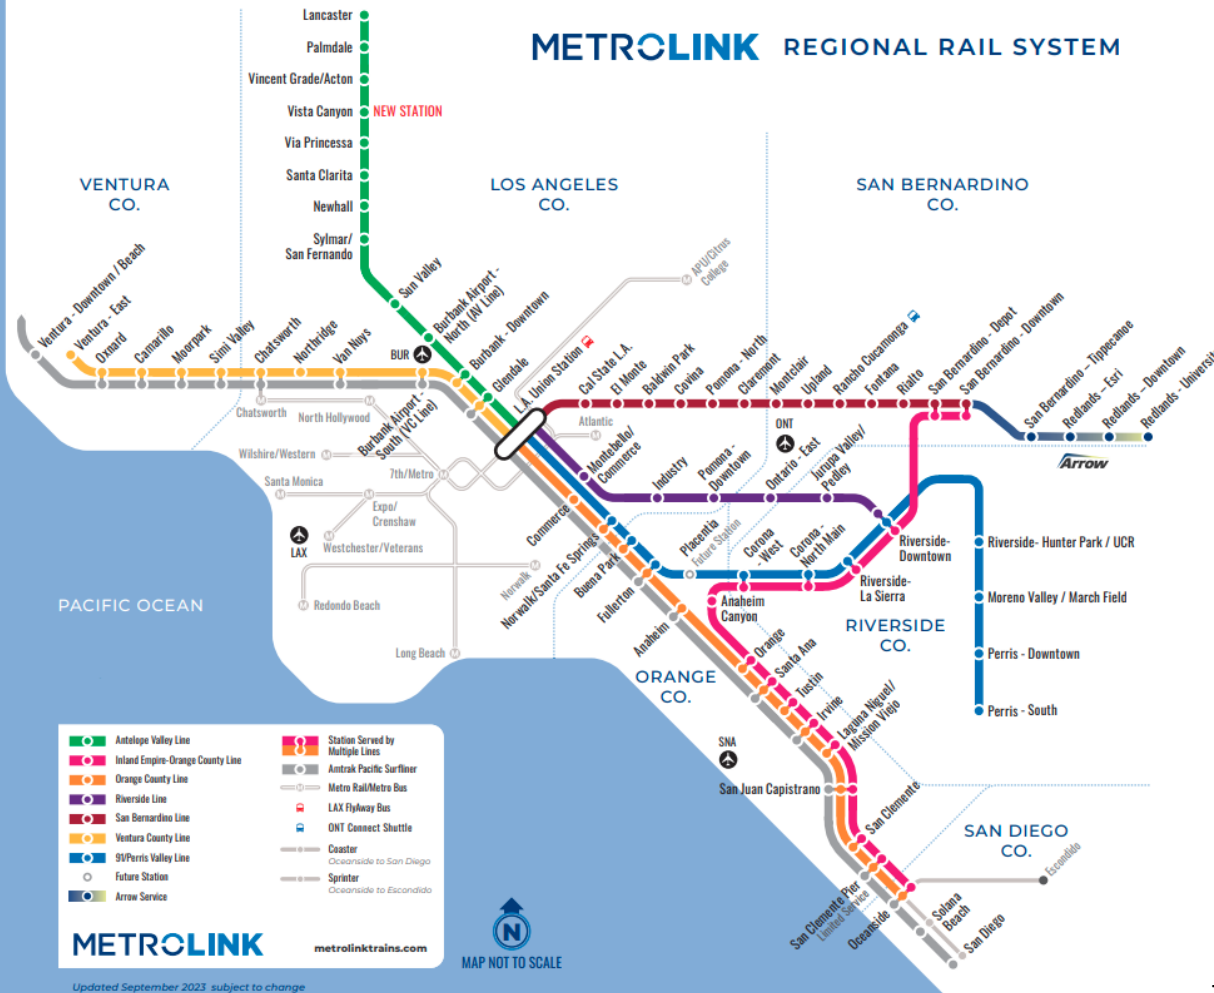 METROLINK REGIONAL RAIL SYSTEM
Lancaster
Palmdale
Vincent Grade/Acton
Vista Canyon NEW STATION
Via Princessa
Santa Clarita
Newhall
Sylmar/
San Fernando
VENTURA
CO.
LOS ANGELES
CO.
SAN BERNARDINO
CO.
Ventura - Downtown / Beach
Ventura - East
Oxnard
Camarillo
Moorpark
Simi Valley
Chatsworth
Northridge
Van Nuys
BUR
Sun Valley
Burbank Airport -
North (AV Line)
Burbank - Downtown
Glendale
L.A. Union Station
Burbank Airport -
South (VC Line)
APU/Citrus
College
Cal State L.A.
El Monte
Baldwin Park
Covina
Pomona - North
Claremont
Montclair
Upland
Rancho Cucamonga
Fontana
Rialto
San Bernardino - Depot
San Bernardino - Downtown
San Bernardino - Tippecanoe
Redlands - Esri
Redlands - Downtown
Redlands - Universit
Arrow
Chatsworth
North Hollywood
Wilshire/Western
7th/Metro
Santa Monica
Expo/
Crenshaw
LAX
Westchester/Veterans
Redondo Beach
Norwalk
Long Beach
Atlantic
ONT
Montebello/
Commerce
Industry
Pomona -
Downtown
Ontario - East
Jurupa Valley/
Pedley
Riverside-
Downtown
Riverside-
La Sierra
Commerce
Norwalk/Santa Fe Springs
Buena Park
Fullerton
Anaheim
Placentia
Future Station
Corona
- West
Corona -
North Main
Anaheim
Canyon
Riverside- Hunter Park / UCR
Moreno Valley / March Field
Perris - Downtown
Perris - South
PACIFIC OCEAN
RIVERSIDE
CO.
ORANGE
CO.
Orange
Santa Ana
Tustin
Irvine
Laguna Niguel/
Mission Viejo
SNA
San Juan Capistrano
San Clemente
San Clemente Pier
Limited Service
Oceanside
SAN DIEGO
CO.
Escondido
Solana
Beach
San Diego
Antelope Valley Line
Inland Empire-Orange County Line
Orange County Line
Riverside Line
San Bernardino Line
Ventura County Line
91/Perris Valley Line
Future Station
Arrow Service
Station Served by
Multiple Lines
Amtrak Pacific Surfliner
Metro Rail/Metro Bus
LAX FlyAway Bus
ONT Connect Shuttle
Coaster
Oceanside to San Diego
Sprinter
Oceanside to Escondido
METROLINK
metrolinktrains.com
N
MAP NOT TO SCALE
Updated September 2023 subject to change